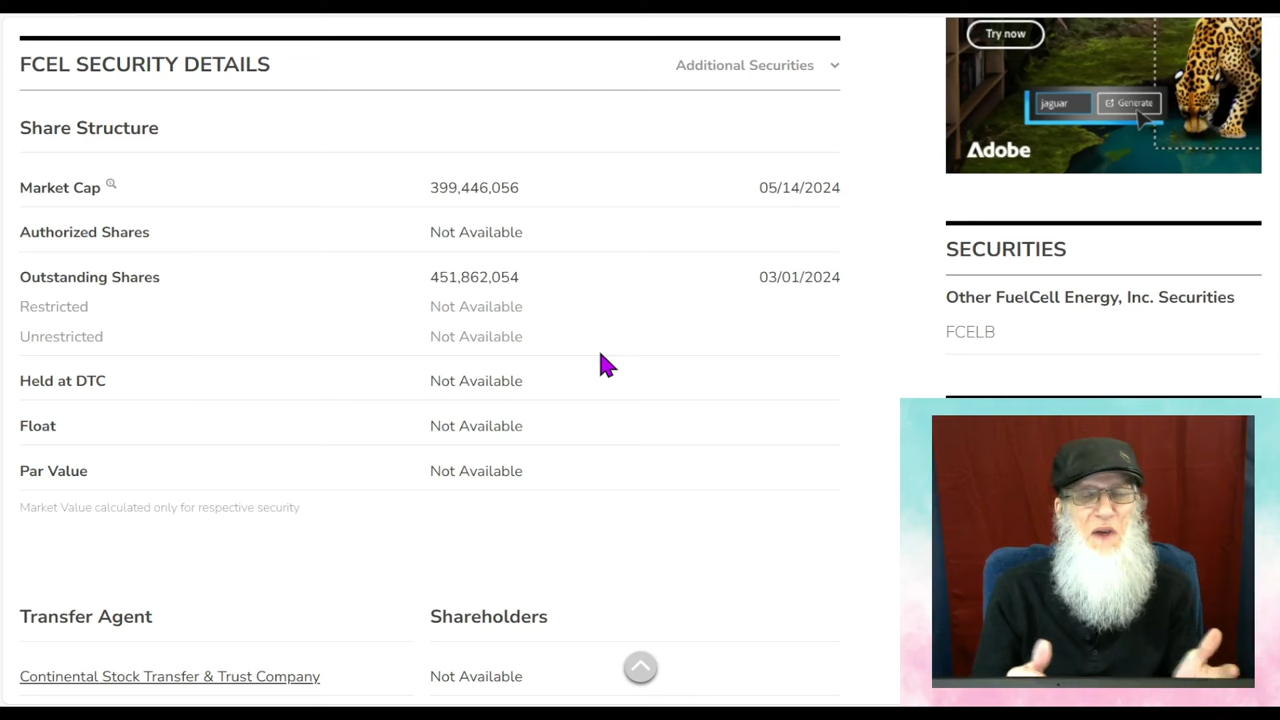 FCEL SECURITY DETAILS
Additional Securities
Share Structure
Market Cap 399,446,056 05/14/2024
Authorized Shares Not Available
Outstanding Shares 451,862,054 03/01/2024
Restricted Not Available
Unrestricted Not Available
Held at DTC Not Available
Float Not Available
Par Value Not Available
Market Value calculated only for respective security
Transfer Agent Shareholders
Continental Stock Transfer & Trust Company Not Available
Try now
jaguar Generate
Adobe
SECURITIES
Other FuelCell Energy, Inc. Securities
FCELB